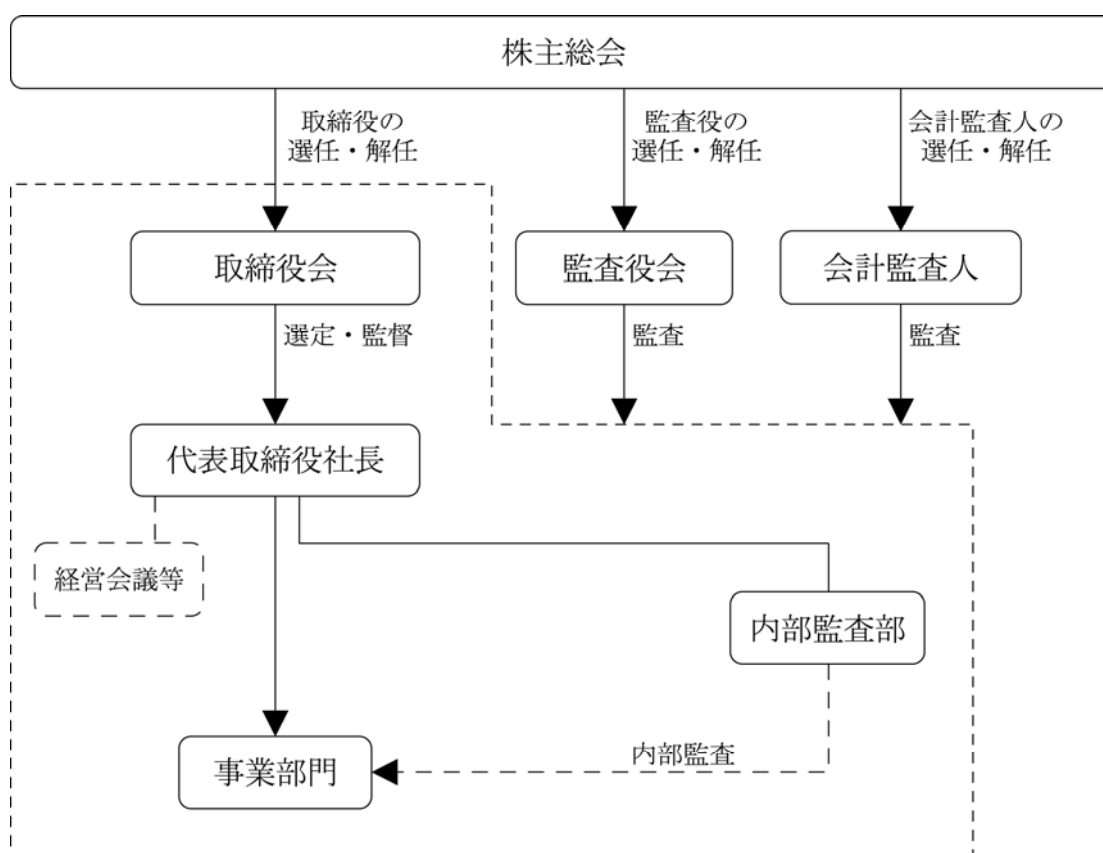 株主総会
取締役の
選任・解任
監査役の
選任・解任
会計監査人の
選任・解任
取締役会
監査役会
会計監査人
選定・監督
監査
監査
代表取締役社長
経営会議等
内部監査部
内部監査
事業部門